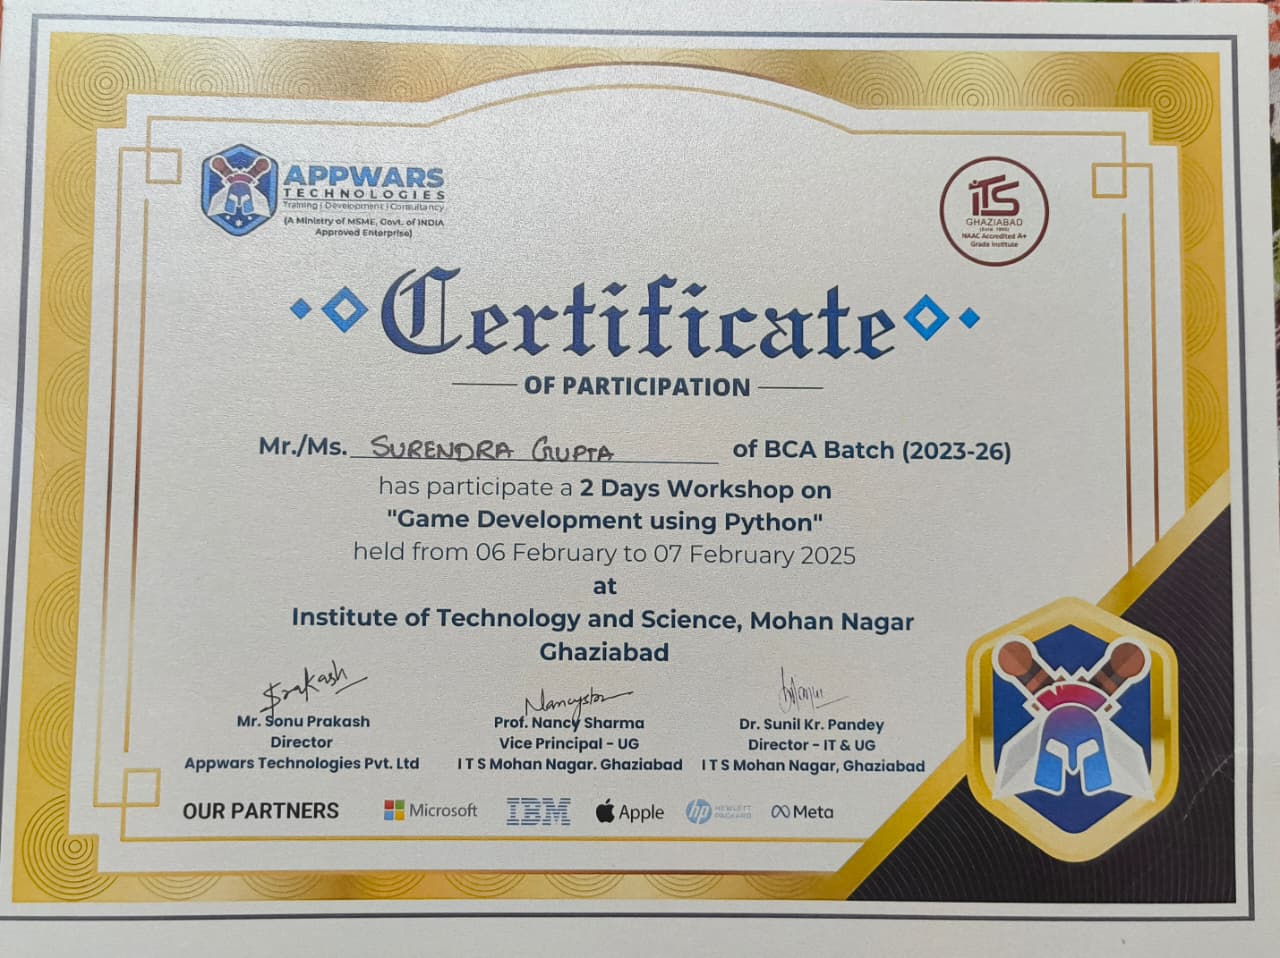 APPWARS
TECHNOLOGIES
Training | Development | Consultancy
(A Ministry of MSME, Govt. of INDIA
Approved Enterprise)
iTS
GHAZIABAD
(Estd. 1995)
NAAC Accredited A+
Grade Institute
Certificate
OF PARTICIPATION
Mr./Ms. SURENDRA GUPTA of BCA Batch (2023-26)
has participate a 2 Days Workshop on
"Game Development using Python"
held from 06 February to 07 February 2025
at
Institute of Technology and Science, Mohan Nagar
Ghaziabad
Prakash
Mr. Sonu Prakash
Director
Appwars Technologies Pvt. Ltd
Prof. Nancy Sharma
Vice Principal - UG
I T S Mohan Nagar. Ghaziabad
Dr. Sunil Kr. Pandey
Director - IT & UG
I T S Mohan Nagar, Ghaziabad
OUR PARTNERS
Microsoft
IBM
Apple
hp HEWLETT
PACKARD
Meta